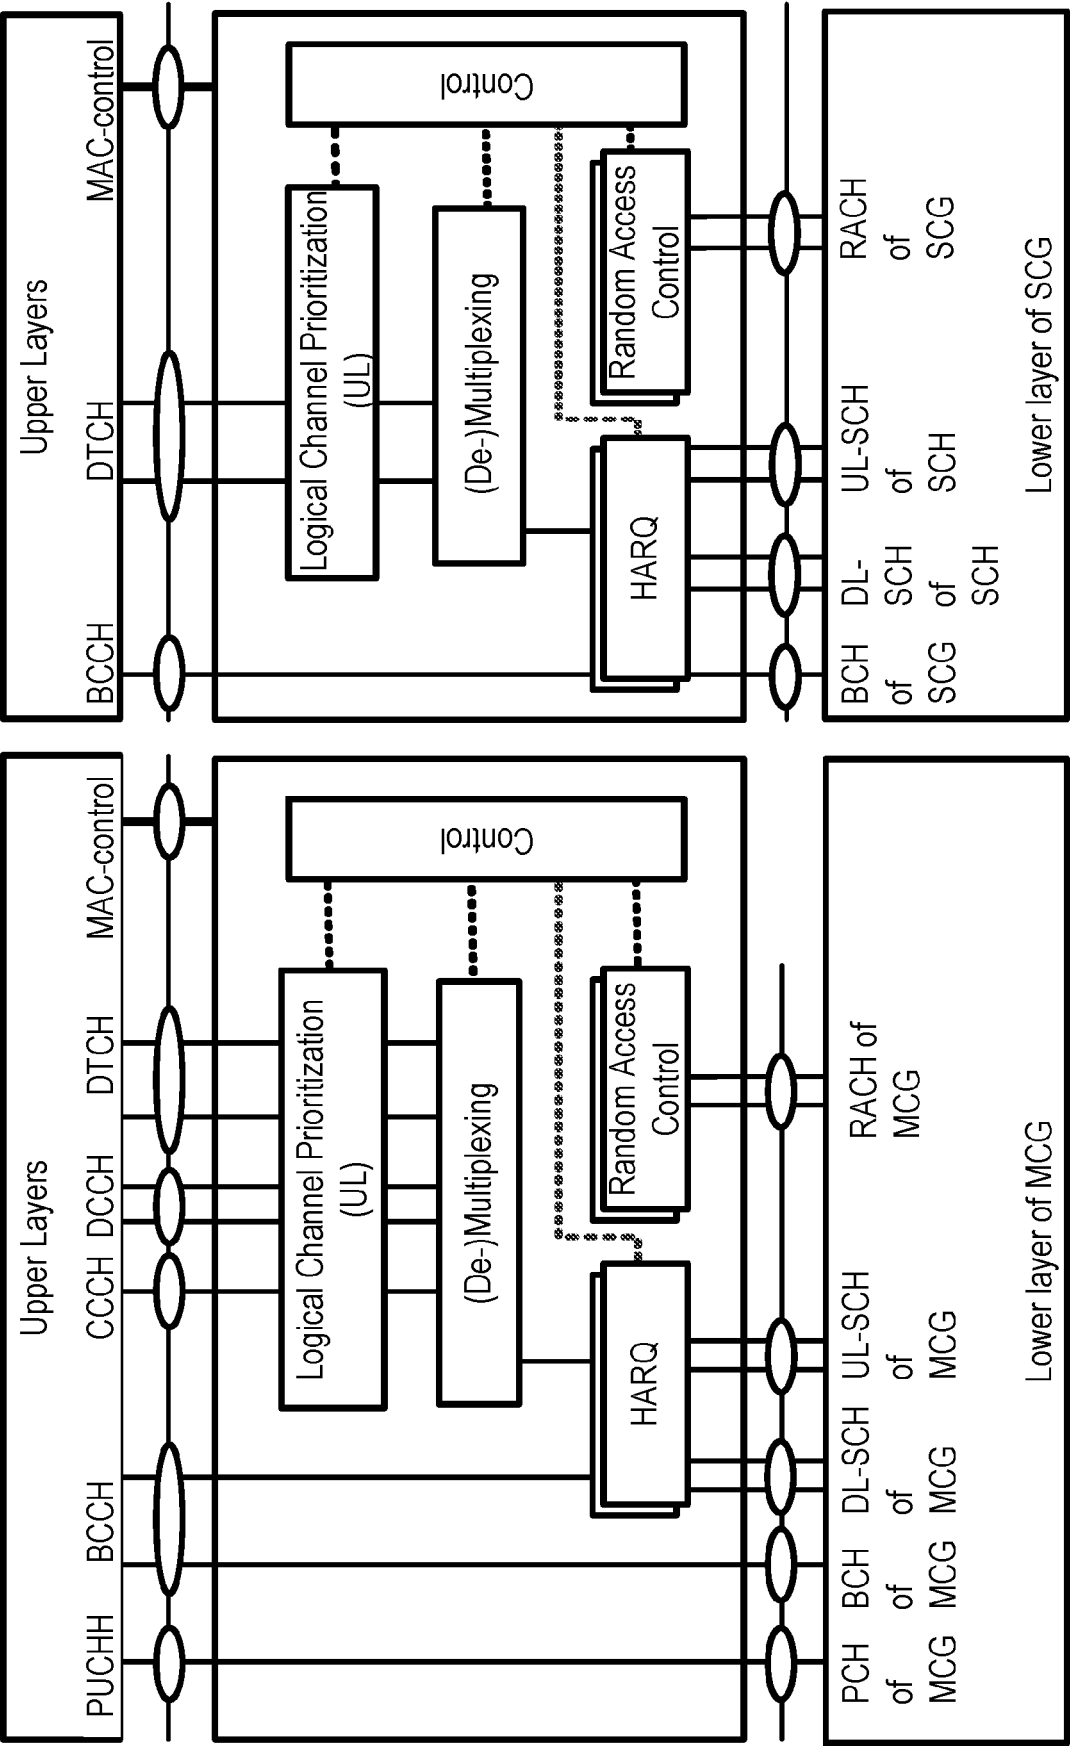 Upper Layers
PUCHH
BCCH
CCCH
DCCH
DTCH
MAC-control
Logical Channel Prioritization
(UL)
(De-)Multiplexing
HARQ
Random Access
Control
Control
PCH
of
MCG
BCH
of
MCG
DL-SCH
of
MCG
UL-SCH
of
MCG
RACH of
MCG
Lower layer of MCG
Upper Layers
BCCH
DTCH
MAC-control
Logical Channel Prioritization
(UL)
(De-)Multiplexing
HARQ
Random Access
Control
Control
BCH
of
SCG
DL-
SCH
of
SCH
UL-SCH
of
SCH
RACH
of
SCG
Lower layer of SCG